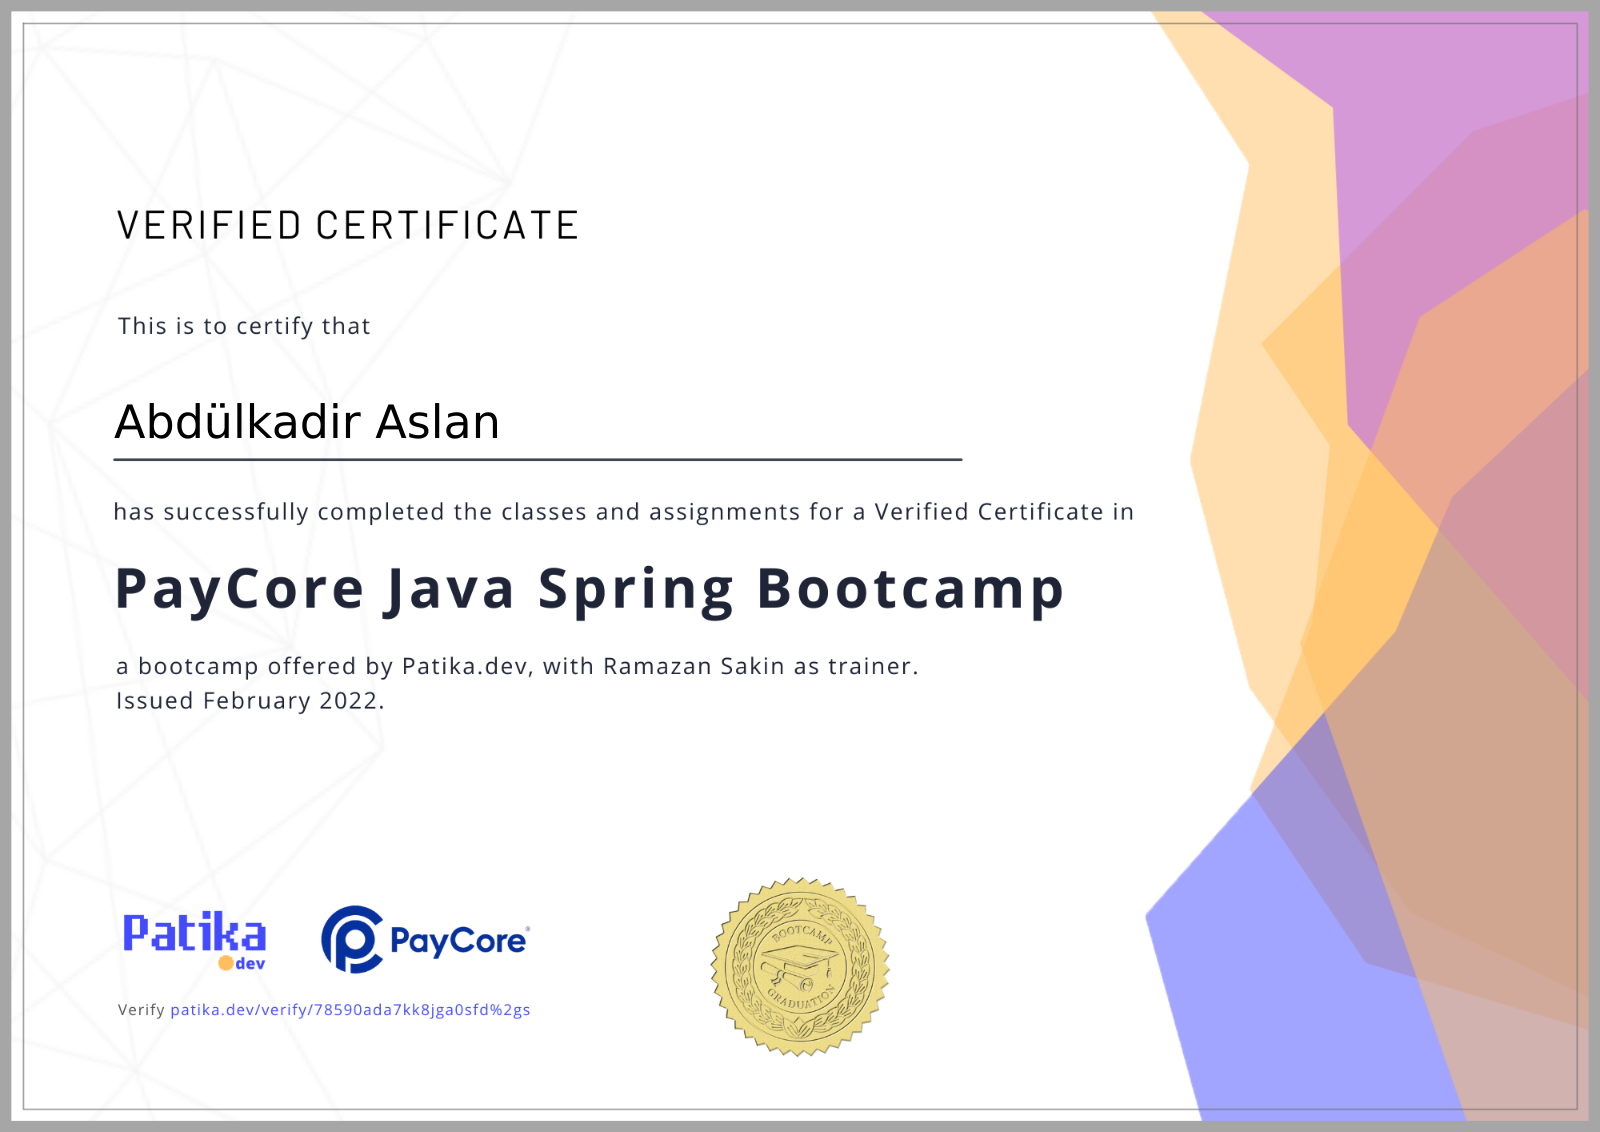 VERIFIED CERTIFICATE
This is to certify that
Abdülkadir Aslan
has successfully completed the classes and assignments for a Verified Certificate in
PayCore Java Spring Bootcamp
a bootcamp offered by Patika.dev, with Ramazan Sakin as trainer.
Issued February 2022.
Patika
dev
PayCore
BOOTCAMP
GRADUATION
Verify patika.dev/verify/78590ada7kk8jga0sfd%2gs